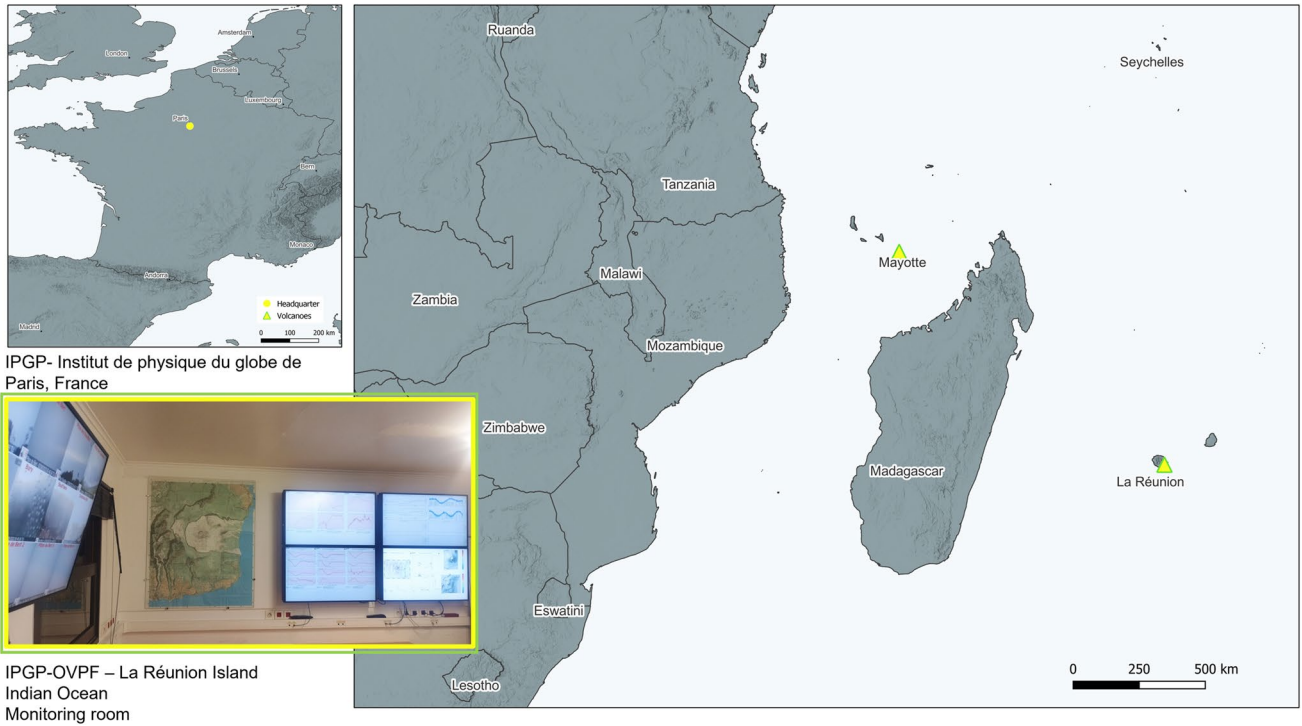 Amsterdam
London
Brussels
Luxembourg
Paris
Bern
Monaco
Andorra
Madrid
Headquarter
Volcanoes
0 100 200 km
IPGP- Institut de physique du globe de
Paris, France
IPGP-OVPF – La Réunion Island
Indian Ocean
Monitoring room
Ruanda
Seychelles
Tanzania
Mayotte
Malawi
Zambia
Mozambique
Zimbabwe
Madagascar
La Réunion
Eswatini
Lesotho
0 250 500 km